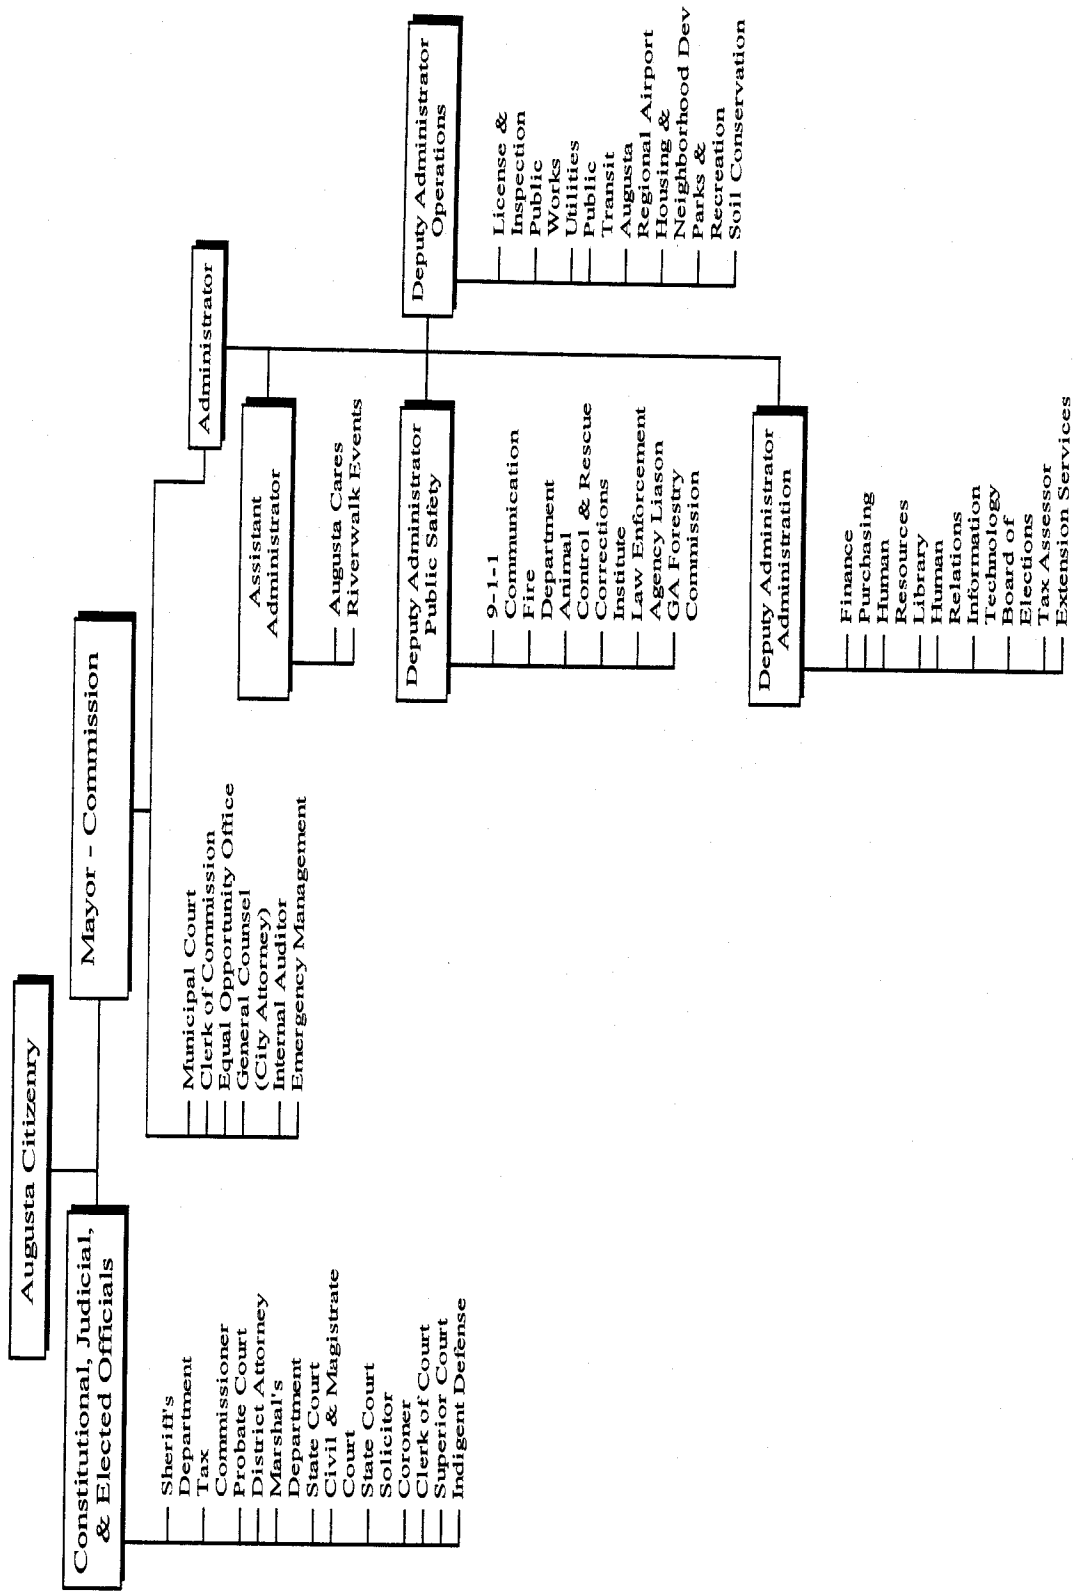 Augusta Citizenry
Constitutional, Judicial,
& Elected Officials
Sheriff's
Department
Tax
Commissioner
Probate Court
District Attorney
Marshal's
Department
State Court
Civil & Magistrate
Court
State Court
Solicitor
Coroner
Clerk of Court
Superior Court
Indigent Defense
Mayor - Commission
Municipal Court
Clerk of Commission
Equal Opportunity Office
General Counsel
(City Attorney)
Internal Auditor
Emergency Management
Administrator
Assistant
Administrator
Augusta Cares
Riverwalk Events
Deputy Administrator
Public Safety
9-1-1
Communication
Fire
Department
Animal
Control & Rescue
Corrections
Institute
Law Enforcement
Agency Liason
GA Forestry
Commission
Deputy Administrator
Operations
License &
Inspection
Public
Works
Utilities
Public
Transit
Augusta
Regional Airport
Housing &
Neighborhood Dev
Parks &
Recreation
Soil Conservation
Deputy Administrator
Administration
Finance
Purchasing
Human
Resources
Library
Human
Relations
Information
Technology
Board of
Elections
Tax Assessor
Extension Services